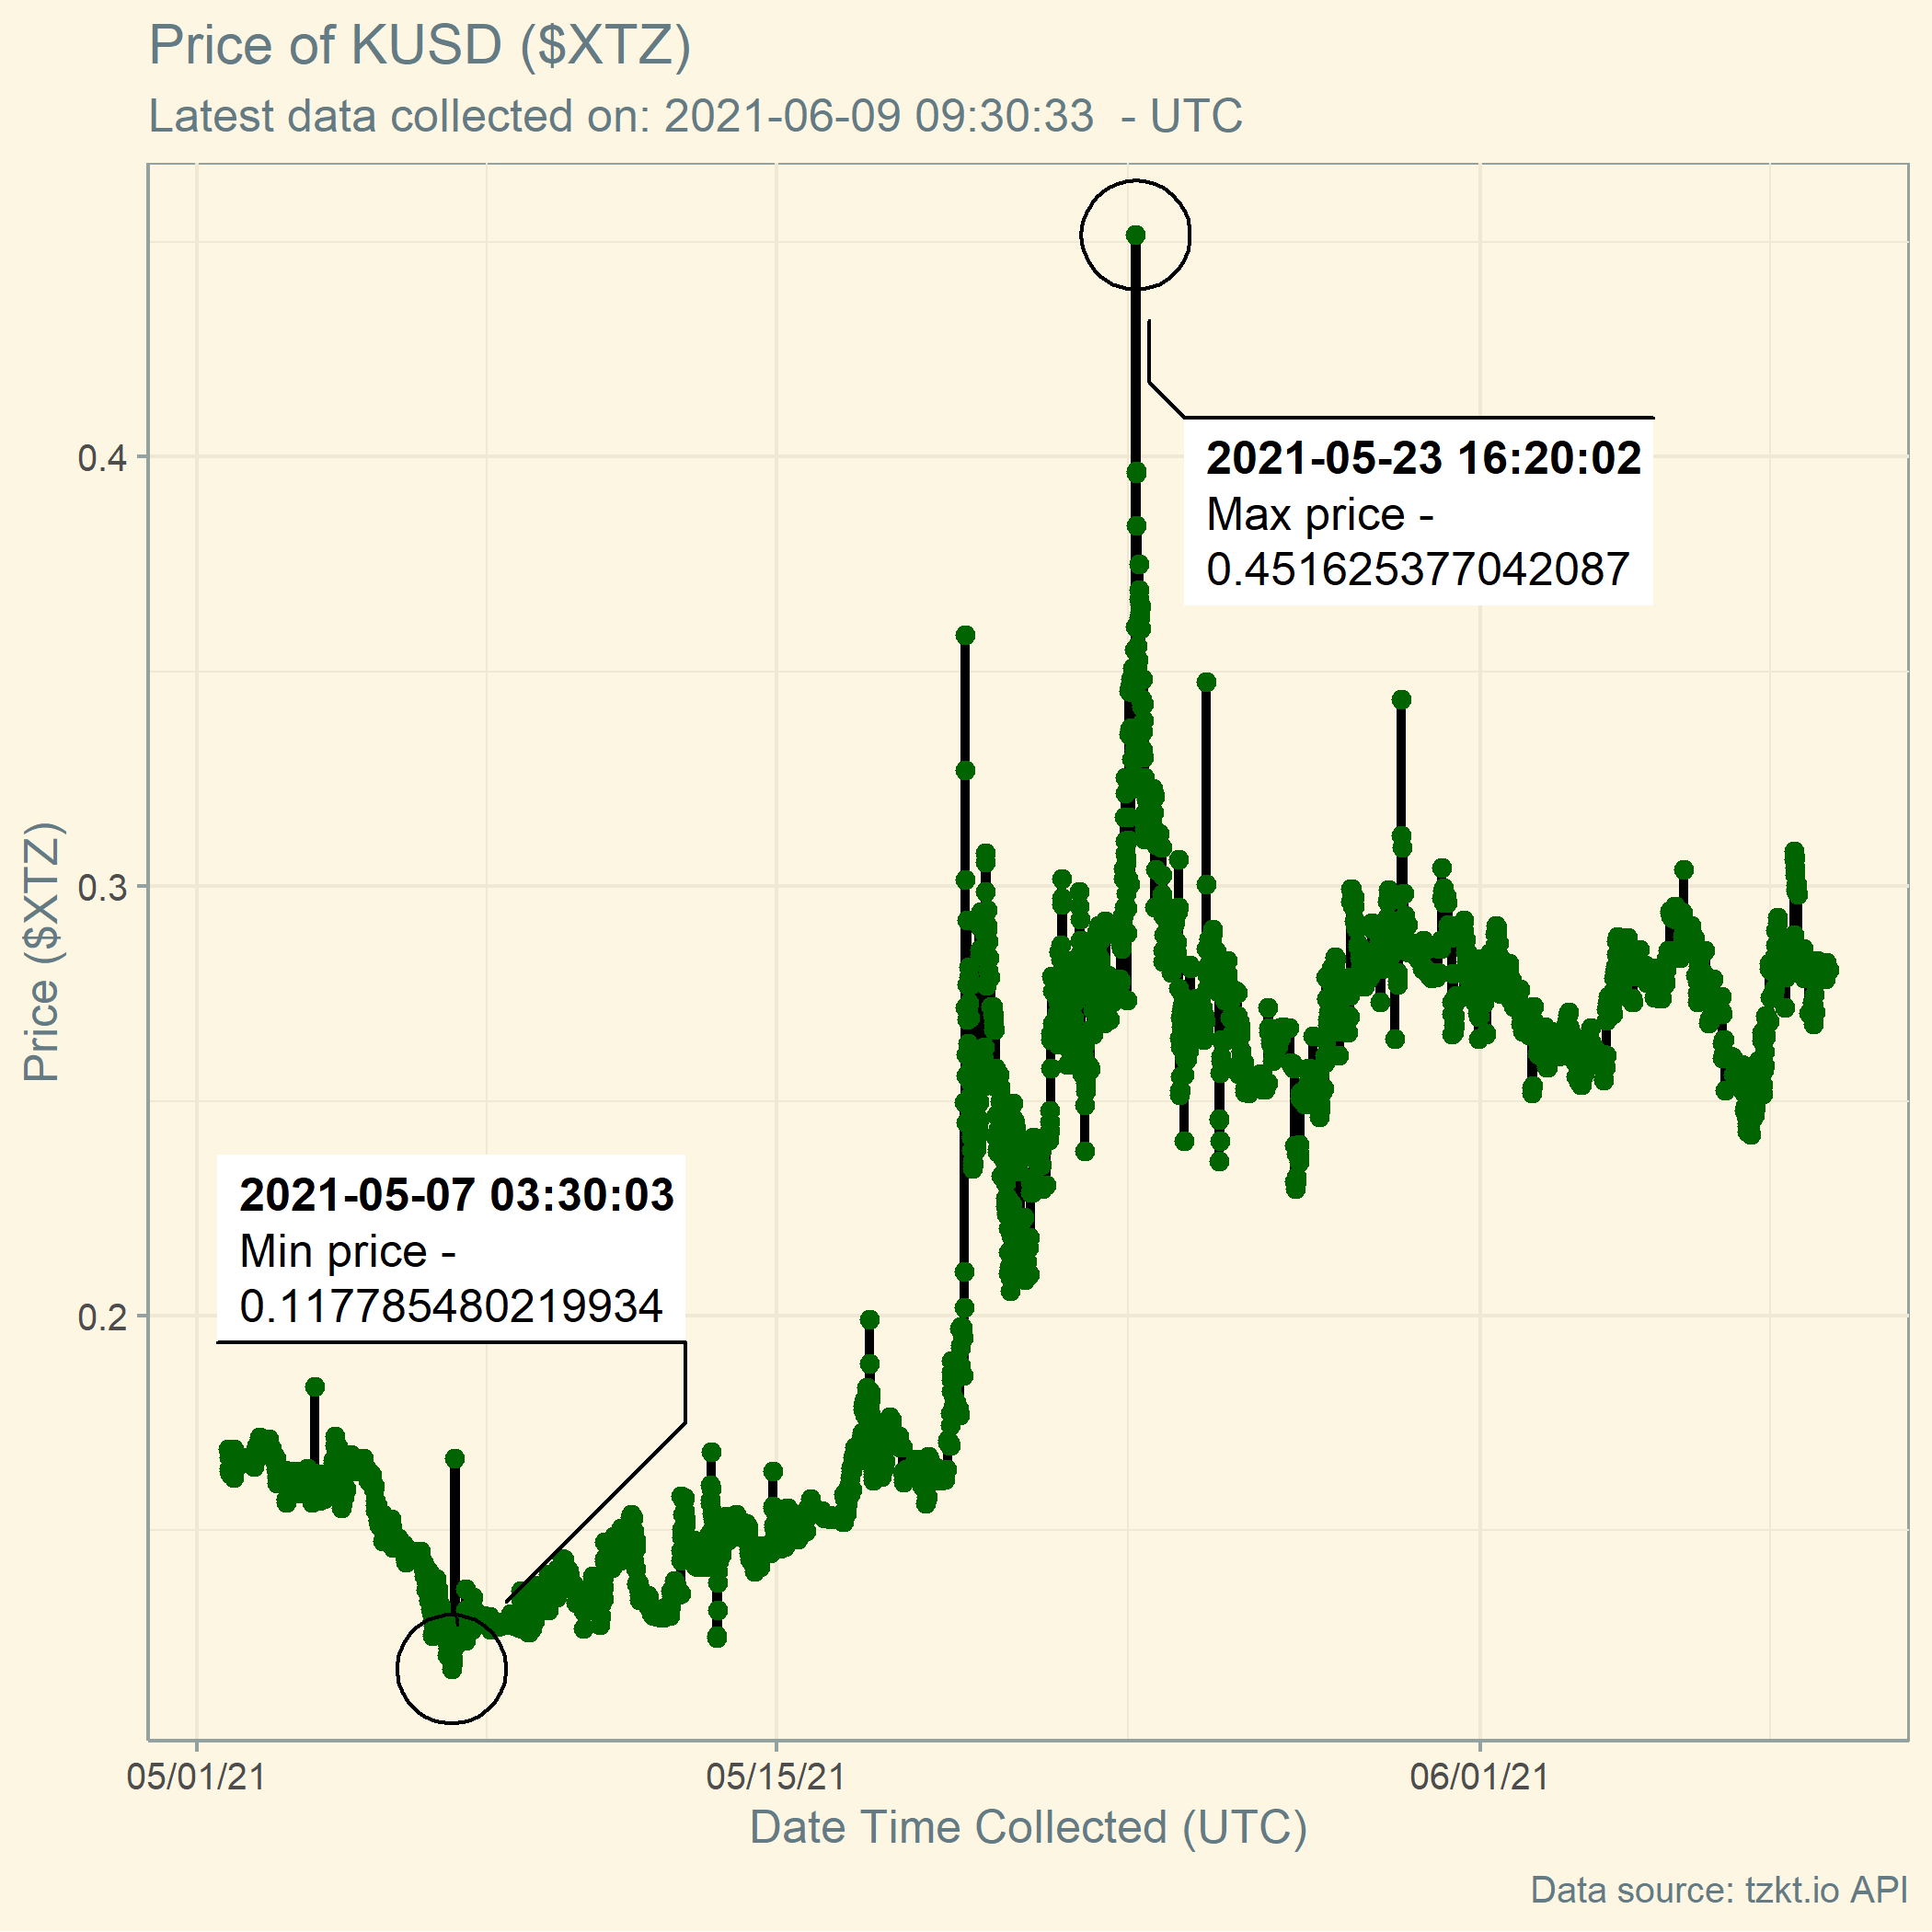 Price of KUSD ($XTZ)
Latest data collected on: 2021-06-09 09:30:33  - UTC
2021-05-23 16:20:02
Max price -
0.451625377042087
2021-05-07 03:30:03
Min price -
0.117785480219934
Price ($XTZ)
0.4
0.3
0.2
05/01/21
05/15/21
06/01/21
Date Time Collected (UTC)
Data source: tzkt.io API